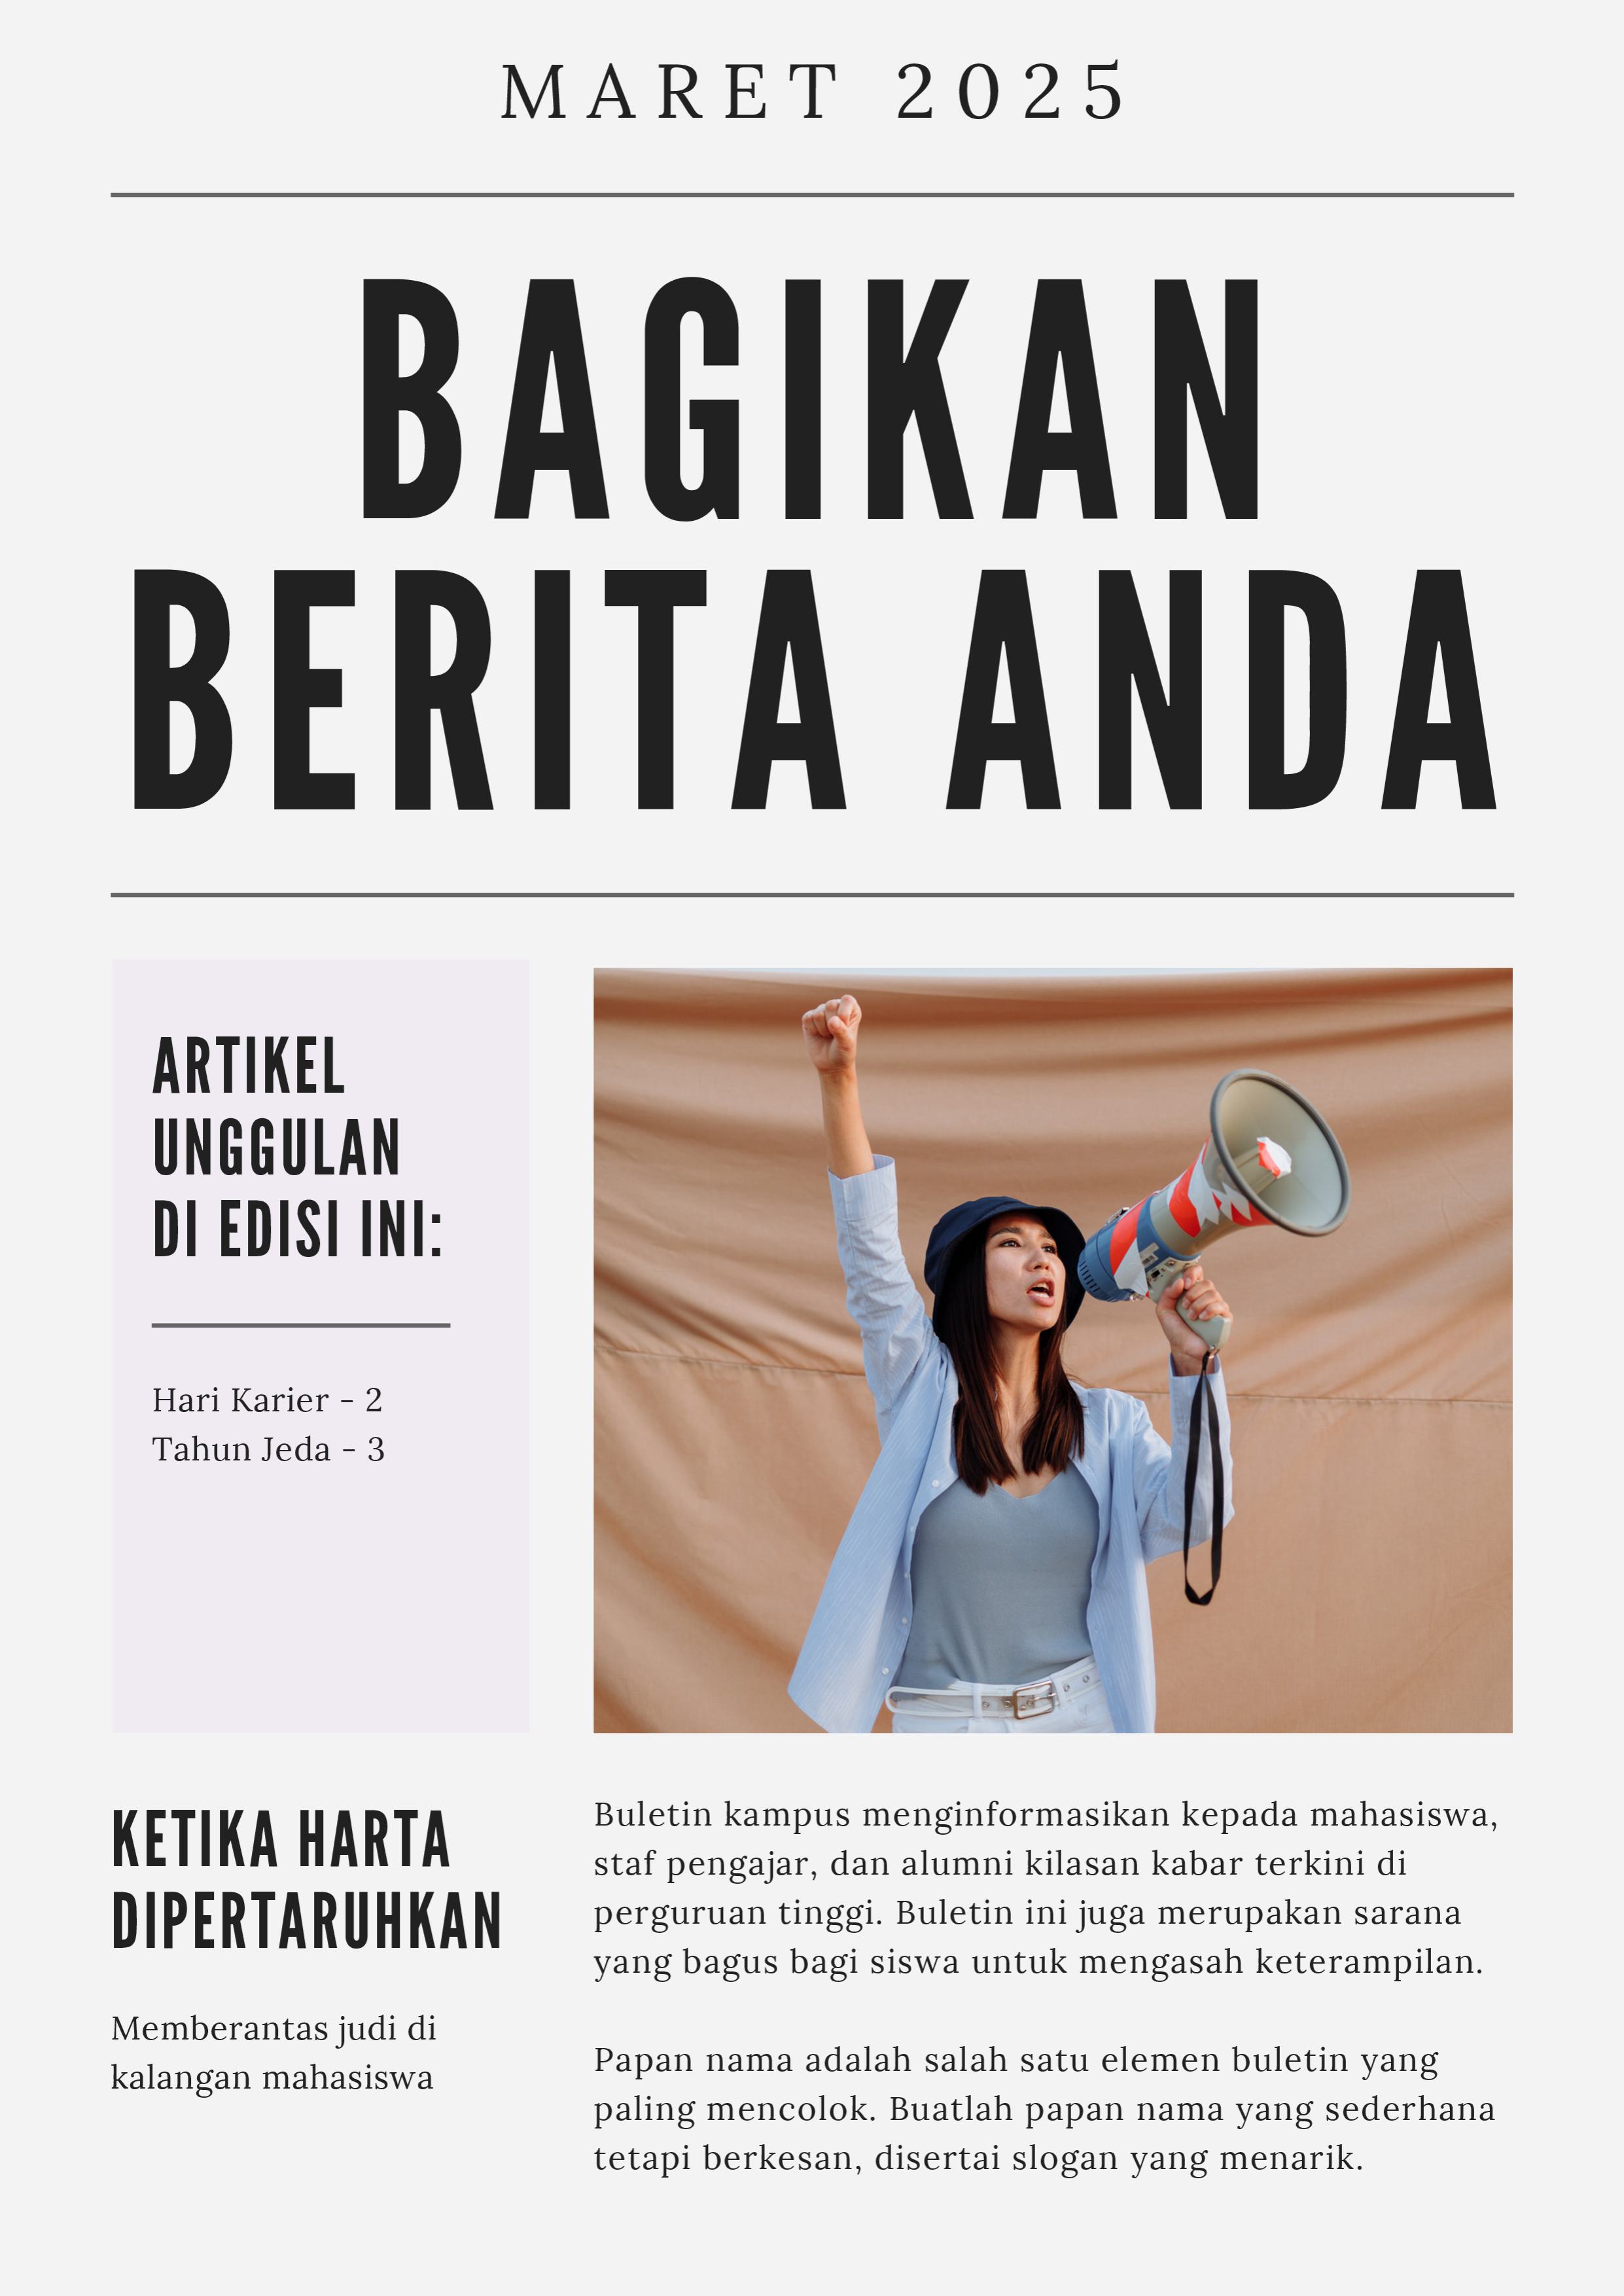 MARET 2025
BAGIKAN
BERITA ANDA
ARTIKEL
UNGGULAN
DI EDISI INI:
Hari Karier - 2
Tahun Jeda - 3
KETIKA HARTA
DIPERTARUHKAN
Memberantas judi di
kalangan mahasiswa
Buletin kampus menginformasikan kepada mahasiswa,
staf pengajar, dan alumni kilasan kabar terkini di
perguruan tinggi. Buletin ini juga merupakan sarana
yang bagus bagi siswa untuk mengasah keterampilan.
Papan nama adalah salah satu elemen buletin yang
paling mencolok. Buatlah papan nama yang sederhana
tetapi berkesan, disertai slogan yang menarik.